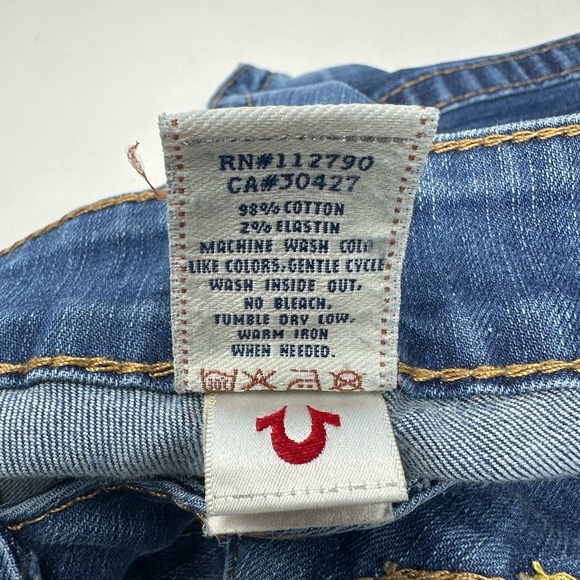 RN#112790
CA#30427
98% COTTON
2% ELASTIN
MACHINE WASH COLD
LIKE COLORS, GENTLE CYCLE
WASH INSIDE OUT.
NO BLEACH.
TUMBLE DRY LOW.
WARM IRON
WHEN NEEDED.